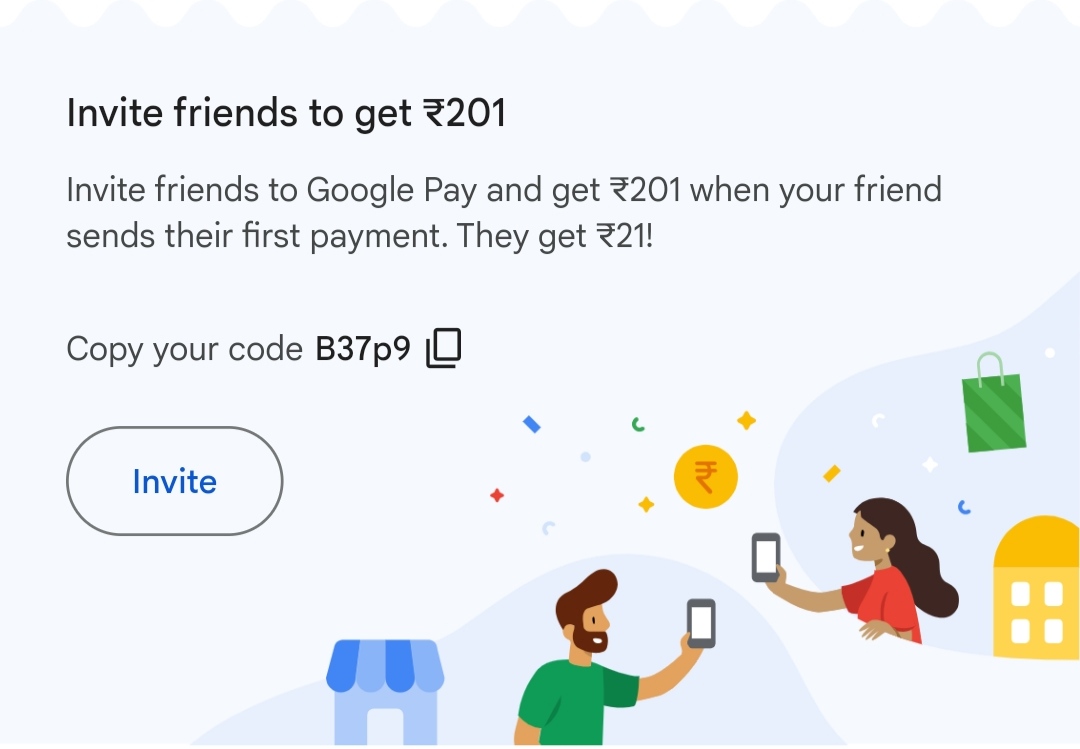 Invite friends to get ₹201
Invite friends to Google Pay and get ₹201 when your friend
sends their first payment. They get ₹21!
Copy your code B37p9
Invite
₹